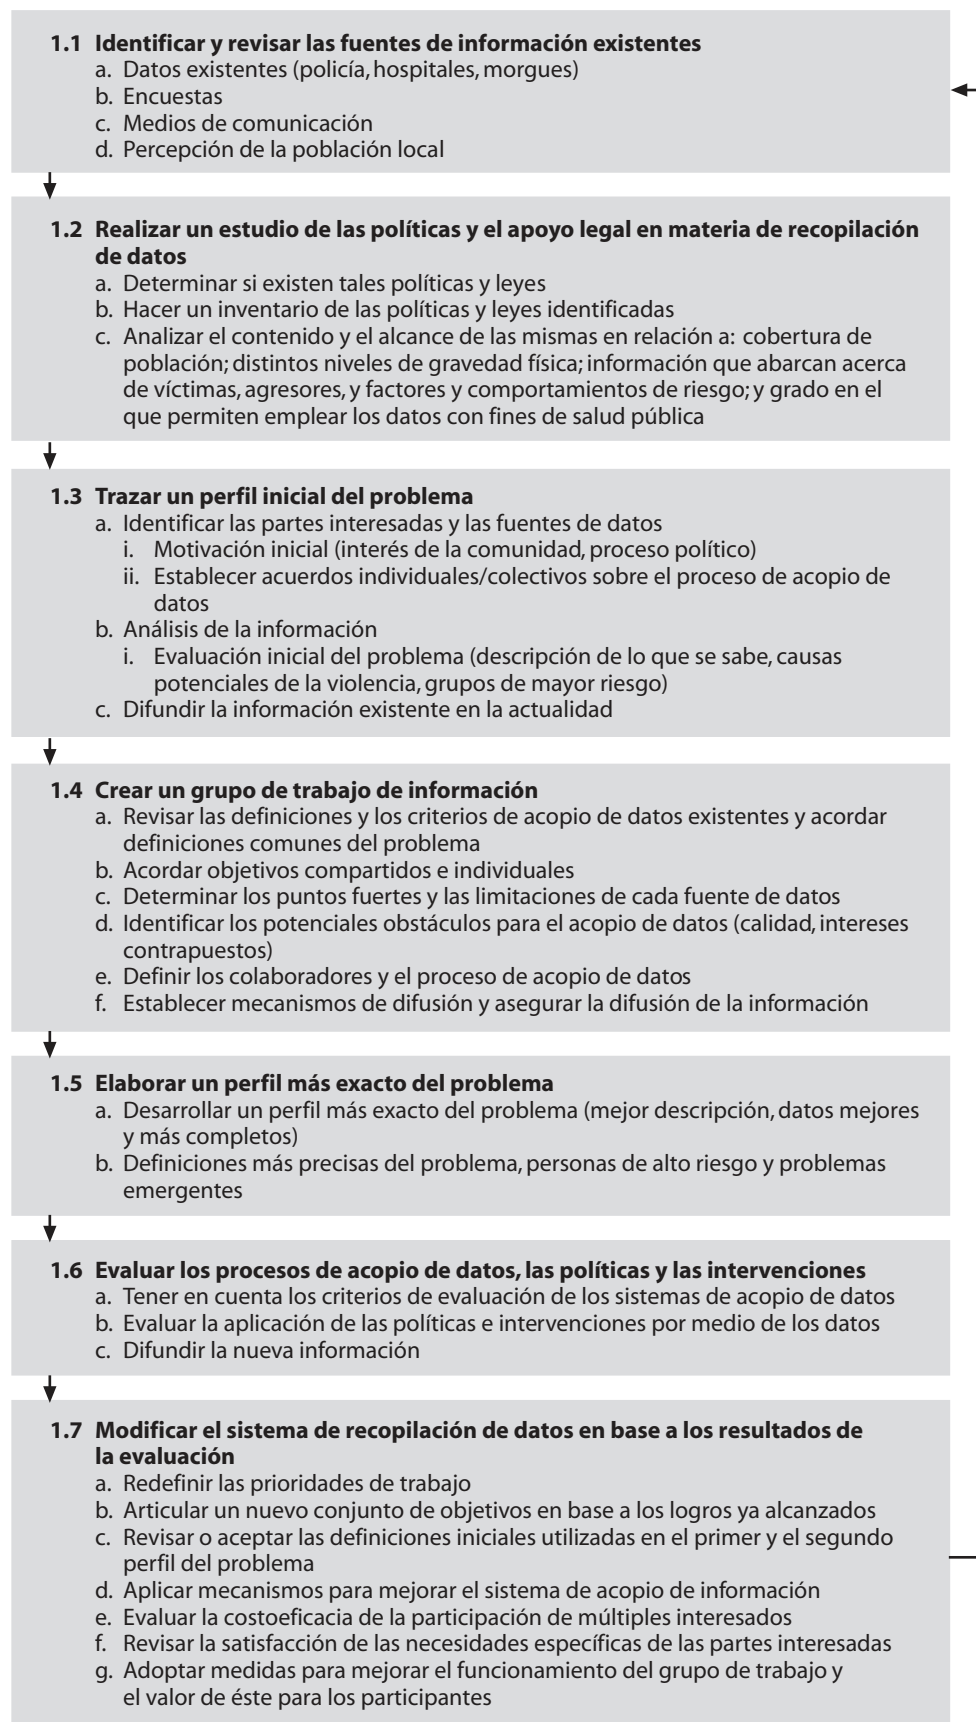 1.1 Identificar y revisar las fuentes de información existentes
a. Datos existentes (policía, hospitales, morgues)
b. Encuestas
c. Medios de comunicación
d. Percepción de la población local
1.2 Realizar un estudio de las políticas y el apoyo legal en materia de recopilación
de datos
a. Determinar si existen tales políticas y leyes
b. Hacer un inventario de las políticas y leyes identificadas
c. Analizar el contenido y el alcance de las mismas en relación a: cobertura de
población; distintos niveles de gravedad física; información que abarcan acerca
de víctimas, agresores, y factores y comportamientos de riesgo; y grado en el
que permiten emplear los datos con fines de salud pública
1.3 Trazar un perfil inicial del problema
a. Identificar las partes interesadas y las fuentes de datos
i. Motivación inicial (interés de la comunidad, proceso político)
ii. Establecer acuerdos individuales/colectivos sobre el proceso de acopio de
datos
b. Análisis de la información
i. Evaluación inicial del problema (descripción de lo que se sabe, causas
potenciales de la violencia, grupos de mayor riesgo)
c. Difundir la información existente en la actualidad
1.4 Crear un grupo de trabajo de información
a. Revisar las definiciones y los criterios de acopio de datos existentes y acordar
definiciones comunes del problema
b. Acordar objetivos compartidos e individuales
c. Determinar los puntos fuertes y las limitaciones de cada fuente de datos
d. Identificar los potenciales obstáculos para el acopio de datos (calidad, intereses
contrapuestos)
e. Definir los colaboradores y el proceso de acopio de datos
f. Establecer mecanismos de difusión y asegurar la difusión de la información
1.5 Elaborar un perfil más exacto del problema
a. Desarrollar un perfil más exacto del problema (mejor descripción, datos mejores
y más completos)
b. Definiciones más precisas del problema, personas de alto riesgo y problemas
emergentes
1.6 Evaluar los procesos de acopio de datos, las políticas y las intervenciones
a. Tener en cuenta los criterios de evaluación de los sistemas de acopio de datos
b. Evaluar la aplicación de las políticas e intervenciones por medio de los datos
c. Difundir la nueva información
1.7 Modificar el sistema de recopilación de datos en base a los resultados de
la evaluación
a. Redefinir las prioridades de trabajo
b. Articular un nuevo conjunto de objetivos en base a los logros ya alcanzados
c. Revisar o aceptar las definiciones iniciales utilizadas en el primer y el segundo
perfil del problema
d. Aplicar mecanismos para mejorar el sistema de acopio de información
e. Evaluar la costoeficacia de la participación de múltiples interesados
f. Revisar la satisfacción de las necesidades específicas de las partes interesadas
g. Adoptar medidas para mejorar el funcionamiento del grupo de trabajo y
el valor de éste para los participantes